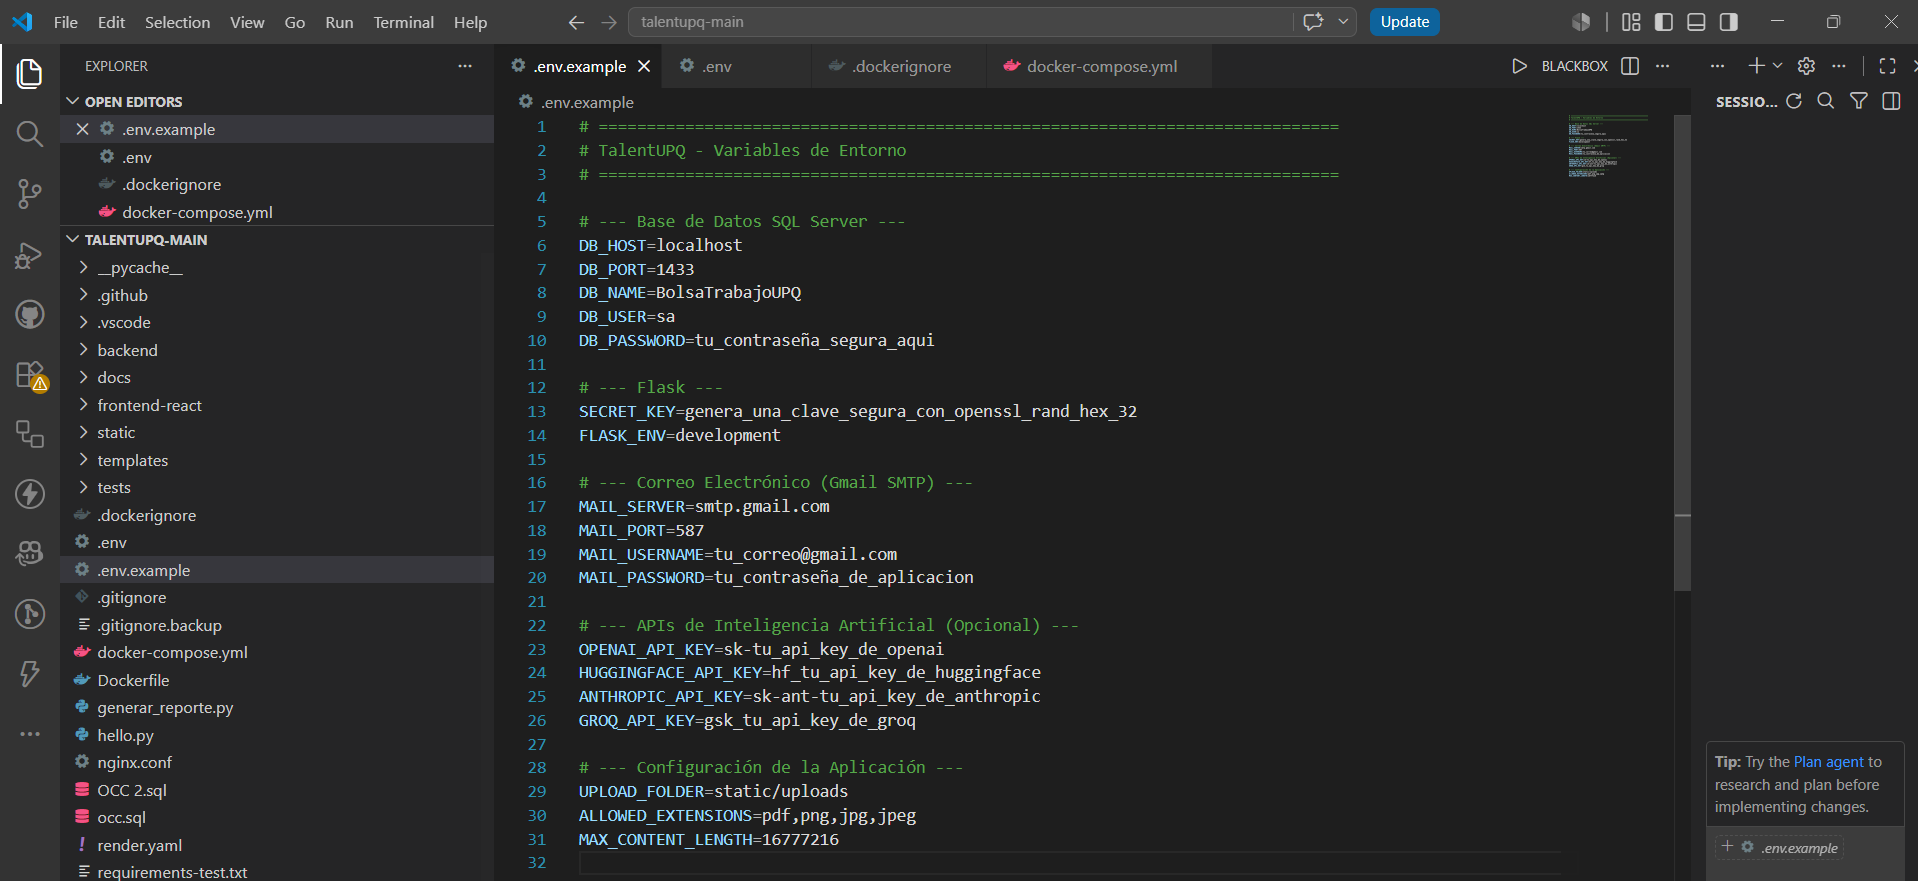 File Edit Selection View Go Run Terminal Help
talentupq-main
Update
EXPLORER
OPEN EDITORS
.env.example
.env
.dockerignore
docker-compose.yml
TALENTUPQ-MAIN
__pycache__
.github
.vscode
backend
docs
frontend-react
static
templates
tests
.dockerignore
.env
.env.example
.gitignore
.gitignore.backup
docker-compose.yml
Dockerfile
generar_reporte.py
hello.py
nginx.conf
OCC 2.sql
occ.sql
render.yaml
requirements-test.txt
.env.example .env .dockerignore docker-compose.yml
BLACKBOX
.env.example
1 # =============================================================================
2 # TalentUPQ - Variables de Entorno
3 # =============================================================================
4
5 # --- Base de Datos SQL Server ---
6 DB_HOST=localhost
7 DB_PORT=1433
8 DB_NAME=BolsaTrabajoUPQ
9 DB_USER=sa
10 DB_PASSWORD=tu_contraseña_segura_aqui
11
12 # --- Flask ---
13 SECRET_KEY=genera_una_clave_segura_con_openssl_rand_hex_32
14 FLASK_ENV=development
15
16 # --- Correo Electrónico (Gmail SMTP) ---
17 MAIL_SERVER=smtp.gmail.com
18 MAIL_PORT=587
19 MAIL_USERNAME=tu_correo@gmail.com
20 MAIL_PASSWORD=tu_contraseña_de_aplicacion
21
22 # --- APIs de Inteligencia Artificial (Opcional) ---
23 OPENAI_API_KEY=sk-tu_api_key_de_openai
24 HUGGINGFACE_API_KEY=hf_tu_api_key_de_huggingface
25 ANTHROPIC_API_KEY=sk-ant-tu_api_key_de_anthropic
26 GROQ_API_KEY=gsk_tu_api_key_de_groq
27
28 # --- Configuración de la Aplicación ---
29 UPLOAD_FOLDER=static/uploads
30 ALLOWED_EXTENSIONS=pdf,png,jpg,jpeg
31 MAX_CONTENT_LENGTH=16777216
32
SESSIO...
Tip: Try the Plan agent to
research and plan before
implementing changes.
.env.example